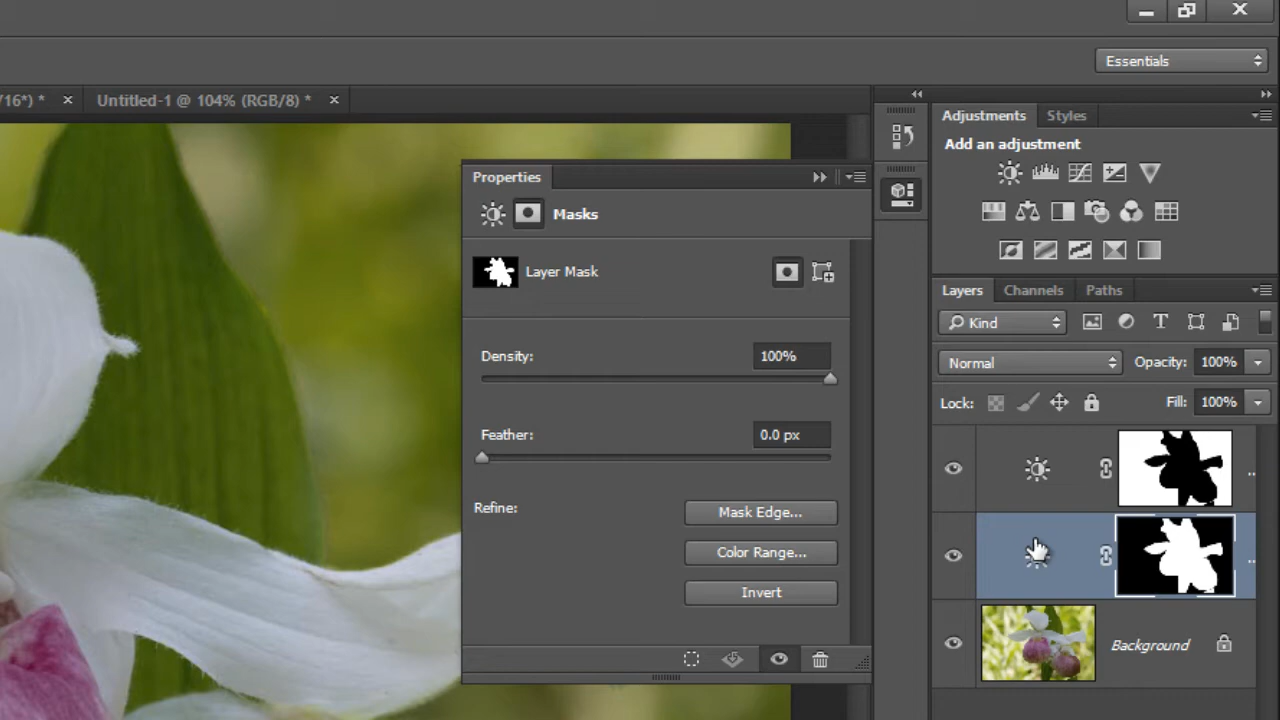 Essentials
/16*) *
Untitled-1 @ 104% (RGB/8) *
Adjustments
Styles
Add an adjustment
Properties
Masks
Layer Mask
Density:
100%
Feather:
0.0 px
Refine:
Mask Edge...
Color Range...
Invert
Layers
Channels
Paths
Kind
Normal
Opacity:
100%
Lock:
Fill:
100%
..
..
Background